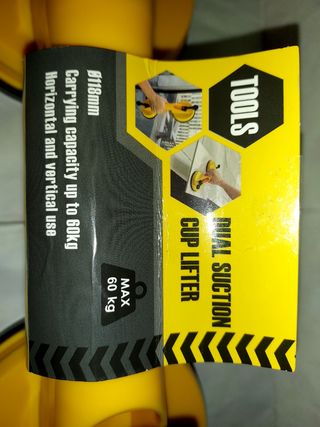 TOOLS
DUAL SUCTION
CUP LIFTER
Ø118mm
Carrying capacity up to 60kg
Horizontal and vertical use
MAX
60 kg